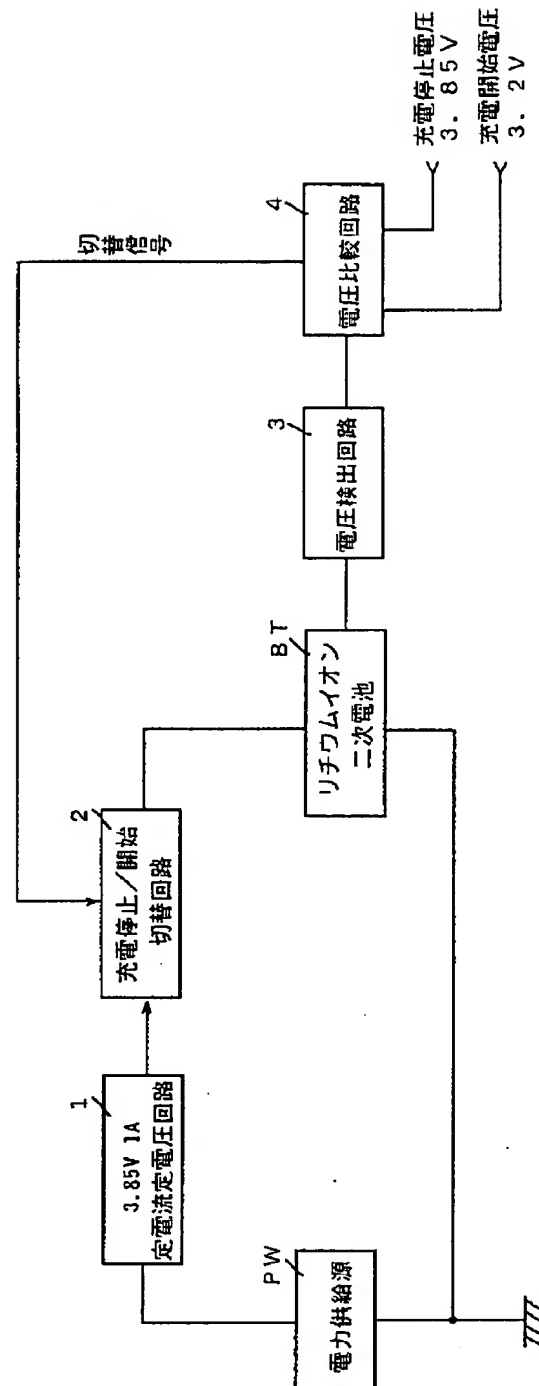 PW
電力供給源
1
3.85V 1A
定電流定電圧回路
2
充電停止/開始
切替回路
BT
リチウムイオン
二次電池
3
電圧検出回路
4
電圧比較回路
切替信号
充電停止電圧
3.85V
充電開始電圧
3.2V